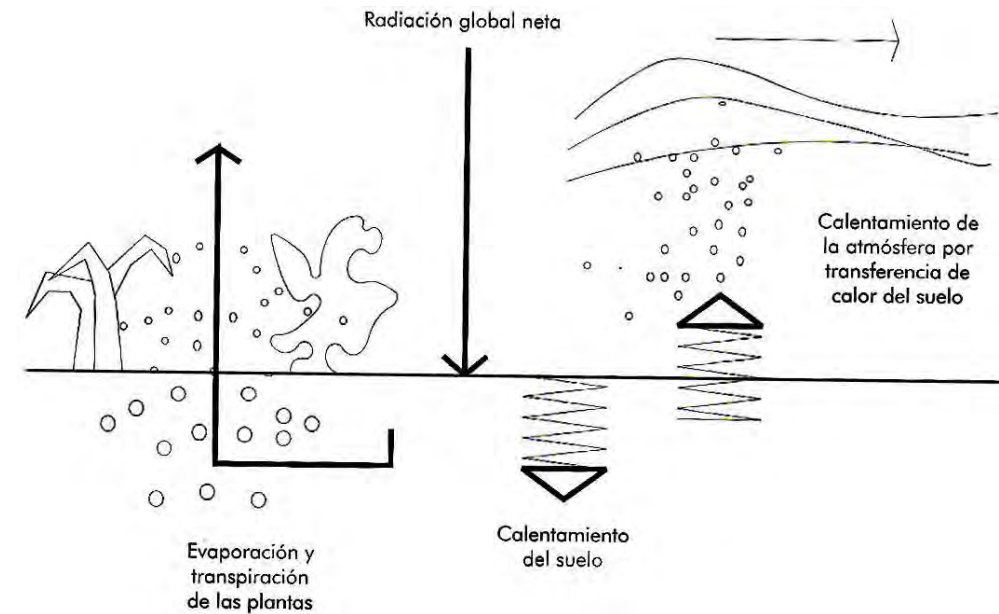 Radiación global neta
Calentamiento de
la atmósfera por
transferencia de
calor del suelo
Calentamiento
del suelo
Evaporación y
transpiración
de las plantas